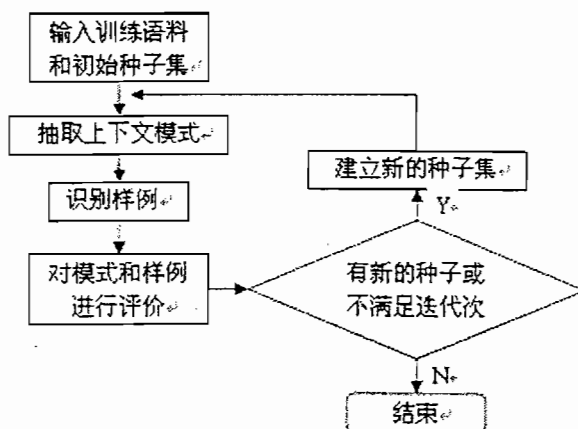 输入训练语料
和初始种子集
抽取上下文模式
识别样例
对模式和样例
进行评价
建立新的种子集
Y
有新的种子或
不满足迭代次
N
结束